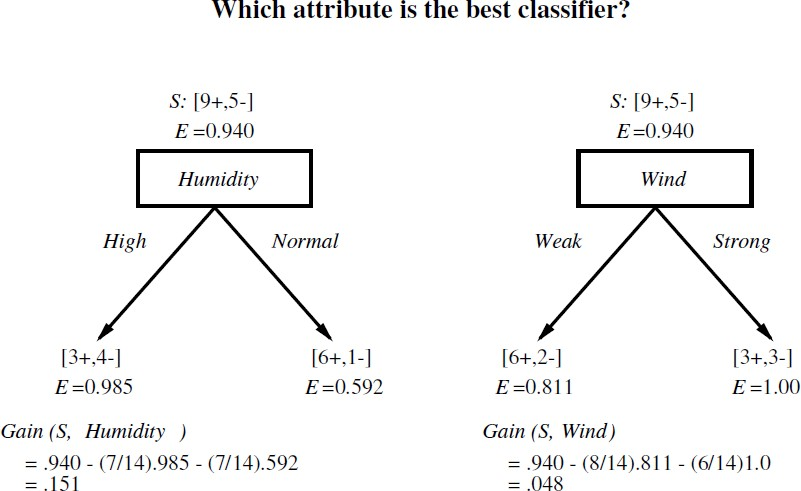 Which attribute is the best classifier?
S: [9+,5-]
E =0.940
Humidity
High
Normal
[3+,4-]
E =0.985
[6+,1-]
E =0.592
Gain (S, Humidity )
= .940 - (7/14).985 - (7/14).592
= .151
S: [9+,5-]
E =0.940
Wind
Weak
Strong
[6+,2-]
E =0.811
[3+,3-]
E =1.00
Gain (S, Wind)
= .940 - (8/14).811 - (6/14)1.0
= .048